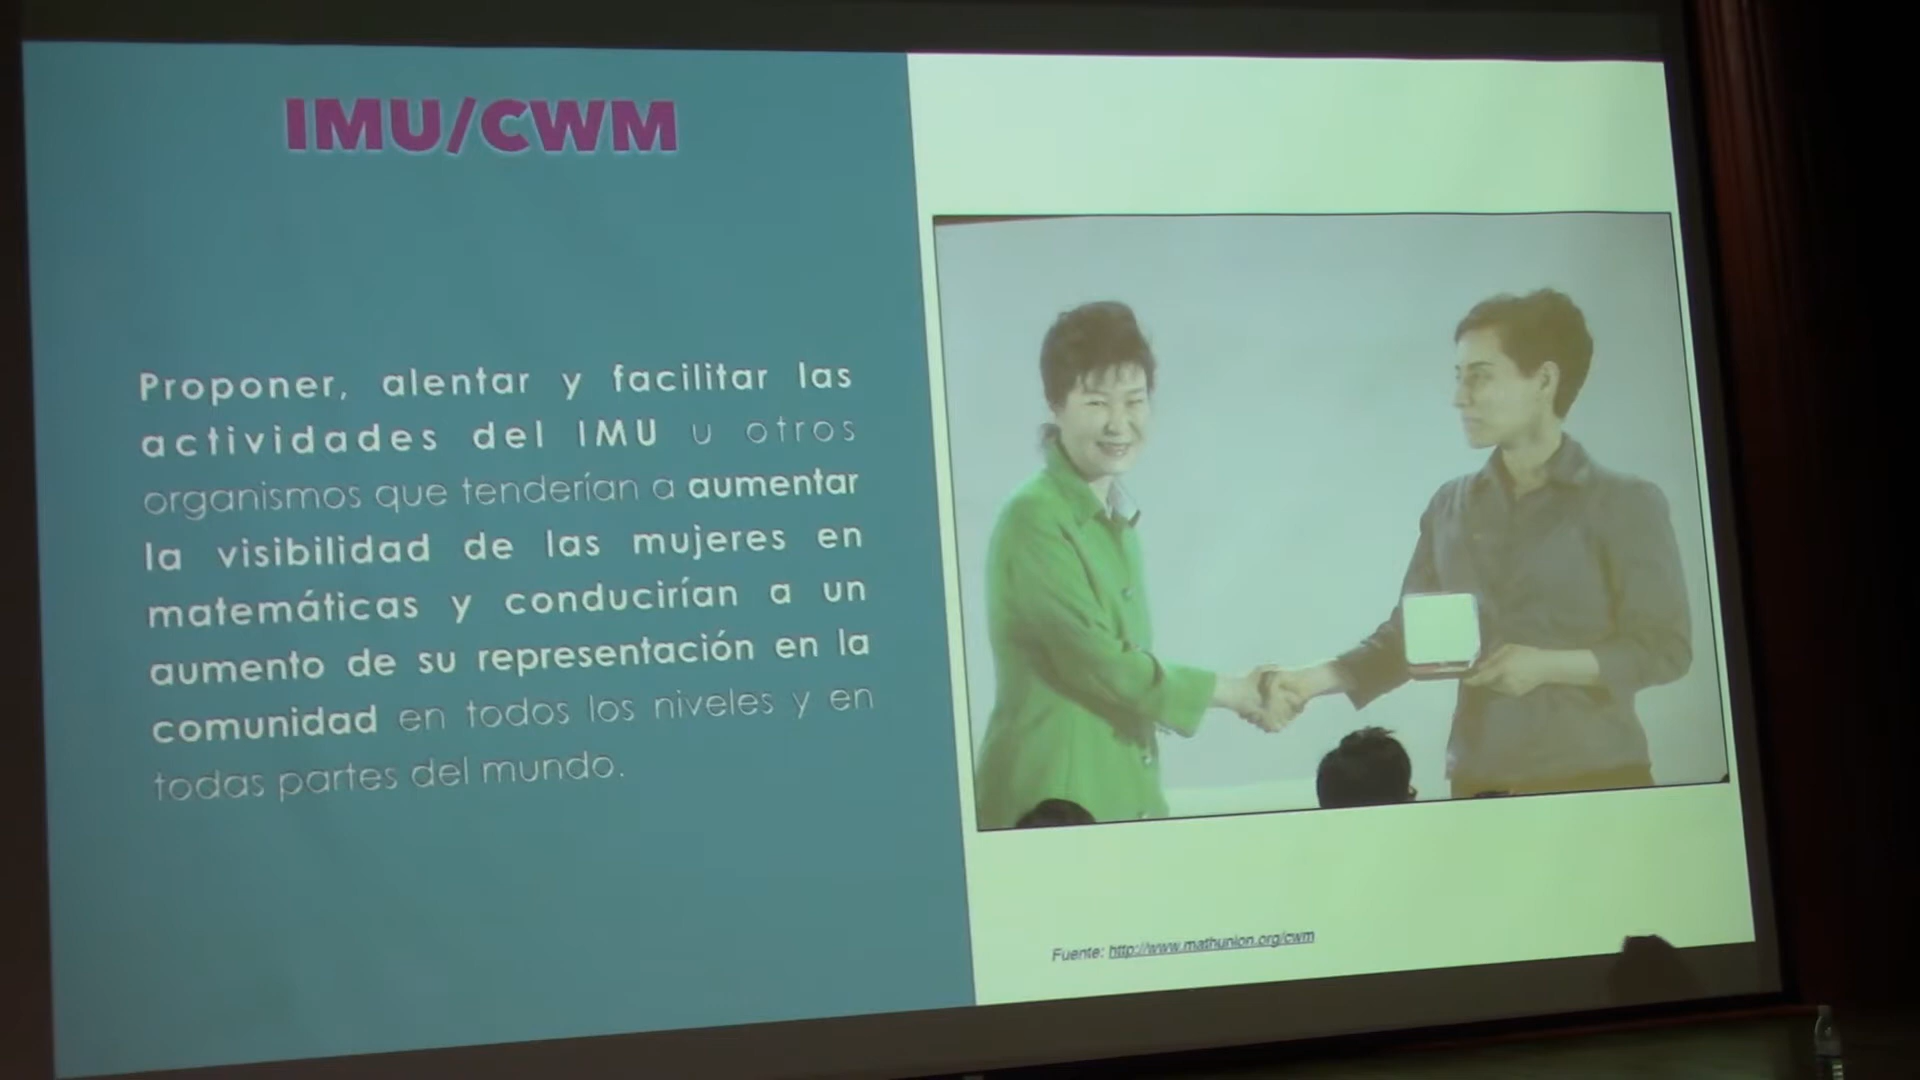 IMU/CWM
Proponer, alentar y facilitar las
actividades del IMU u otros
organismos que tenderían a aumentar
la visibilidad de las mujeres en
matemáticas y conducirían a un
aumento de su representación en la
comunidad en todos los niveles y en
todas partes del mundo.
Fuente: http://www.mathunion.org/cwm